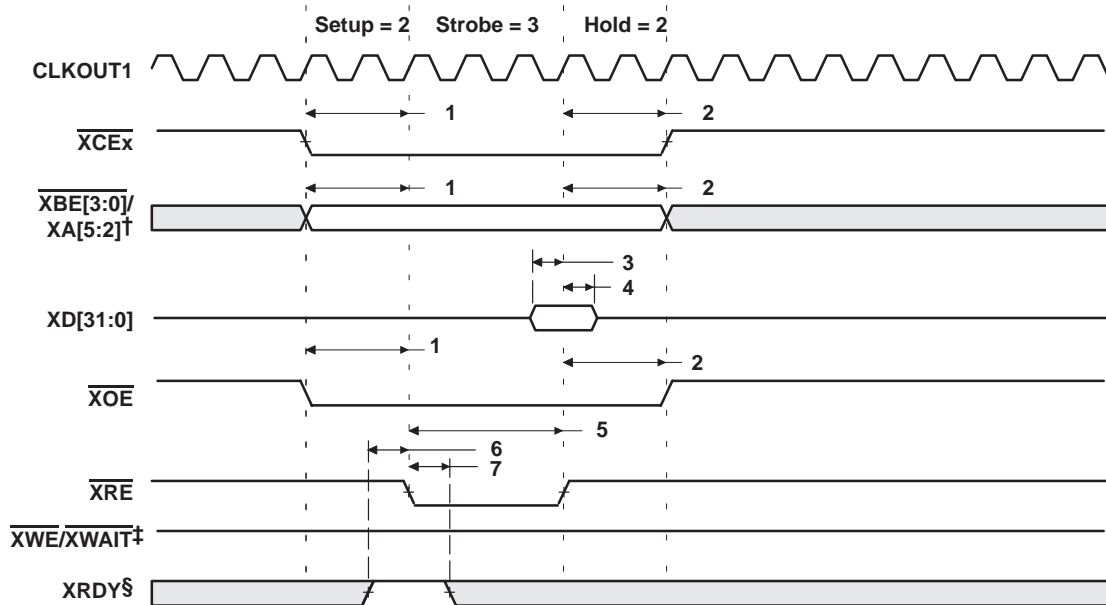 Setup = 2 Strobe = 3 Hold = 2
CLKOUT1
1 2
XCEx
1 2
XBE[3:0]/
XA[5:2]†
3
4
XD[31:0]
1
2
XOE
5
6
7
XRE
XWE/XWAIT‡
XRDY§